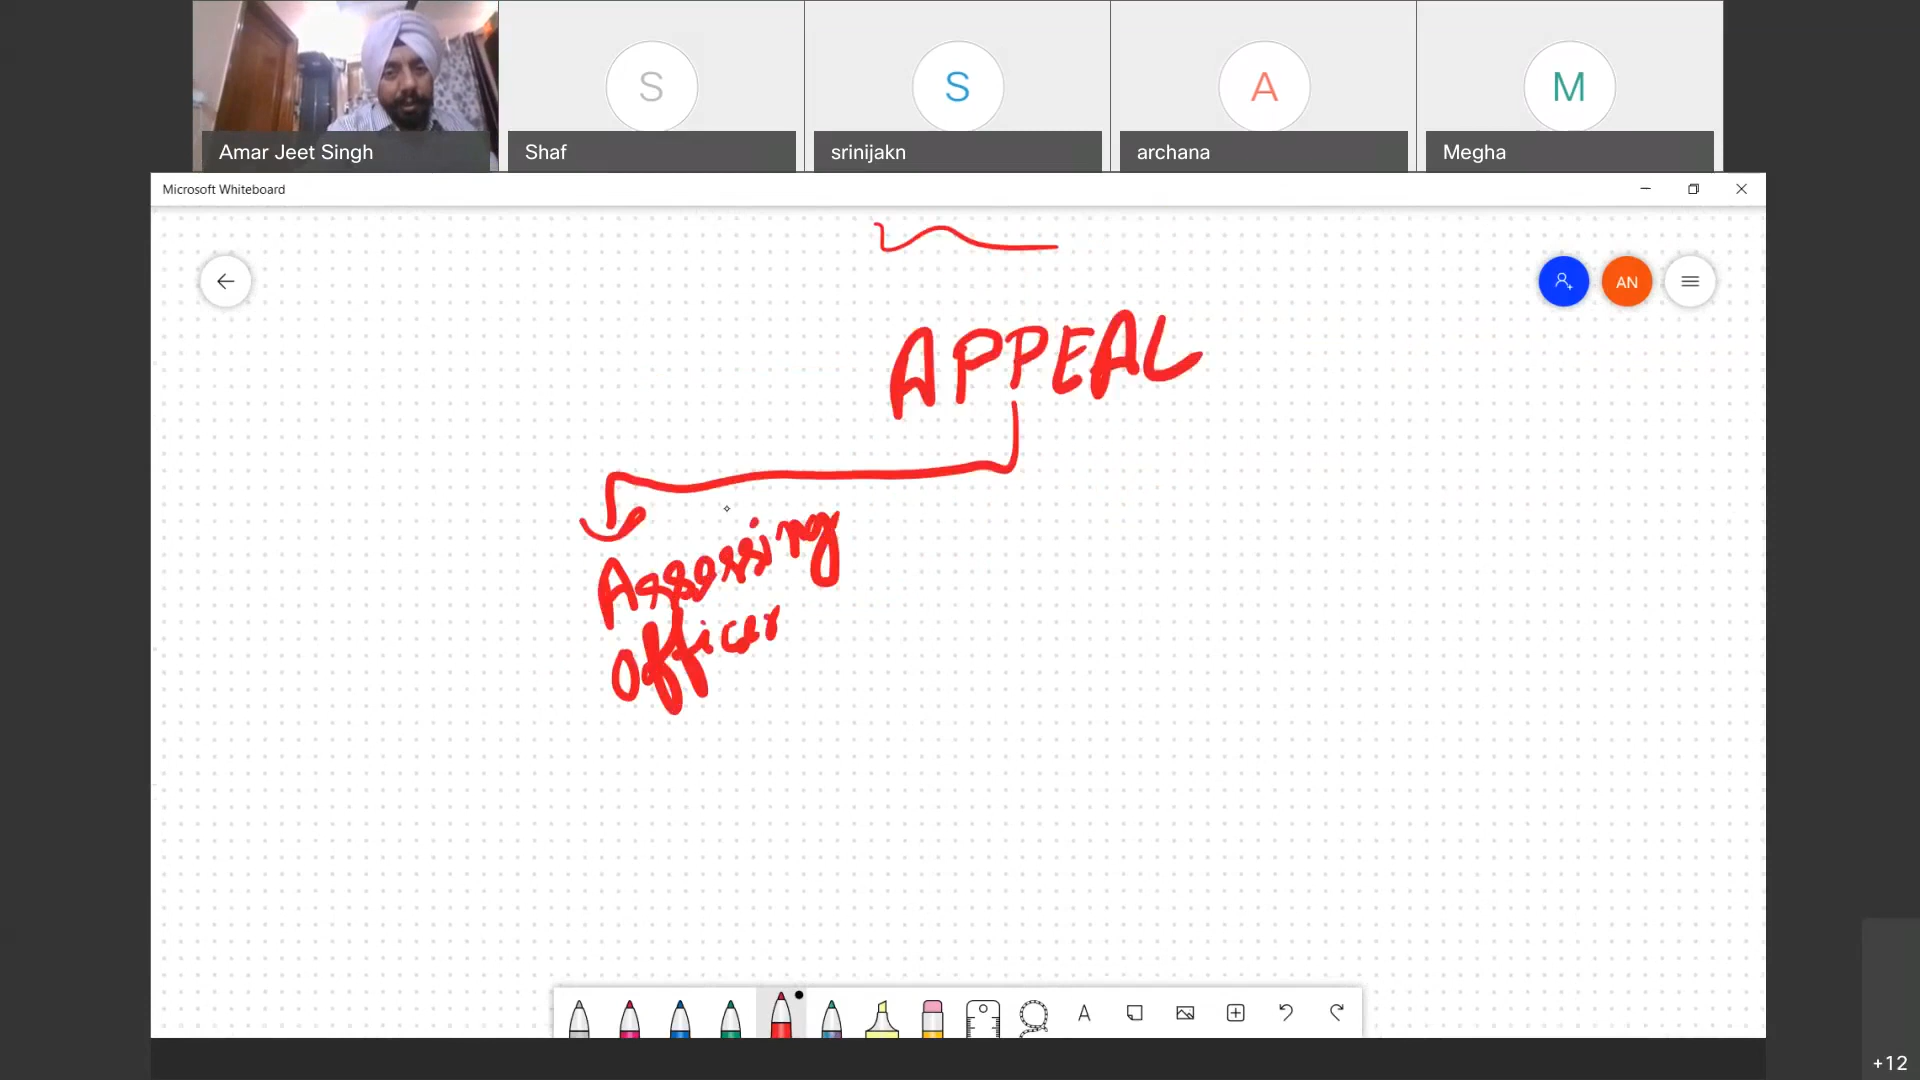 S
S
A
M
Amar Jeet Singh
Shaf
srinijakn
archana
Megha
Microsoft Whiteboard
AN
APPEAL
Assessing
Officer
A
+12